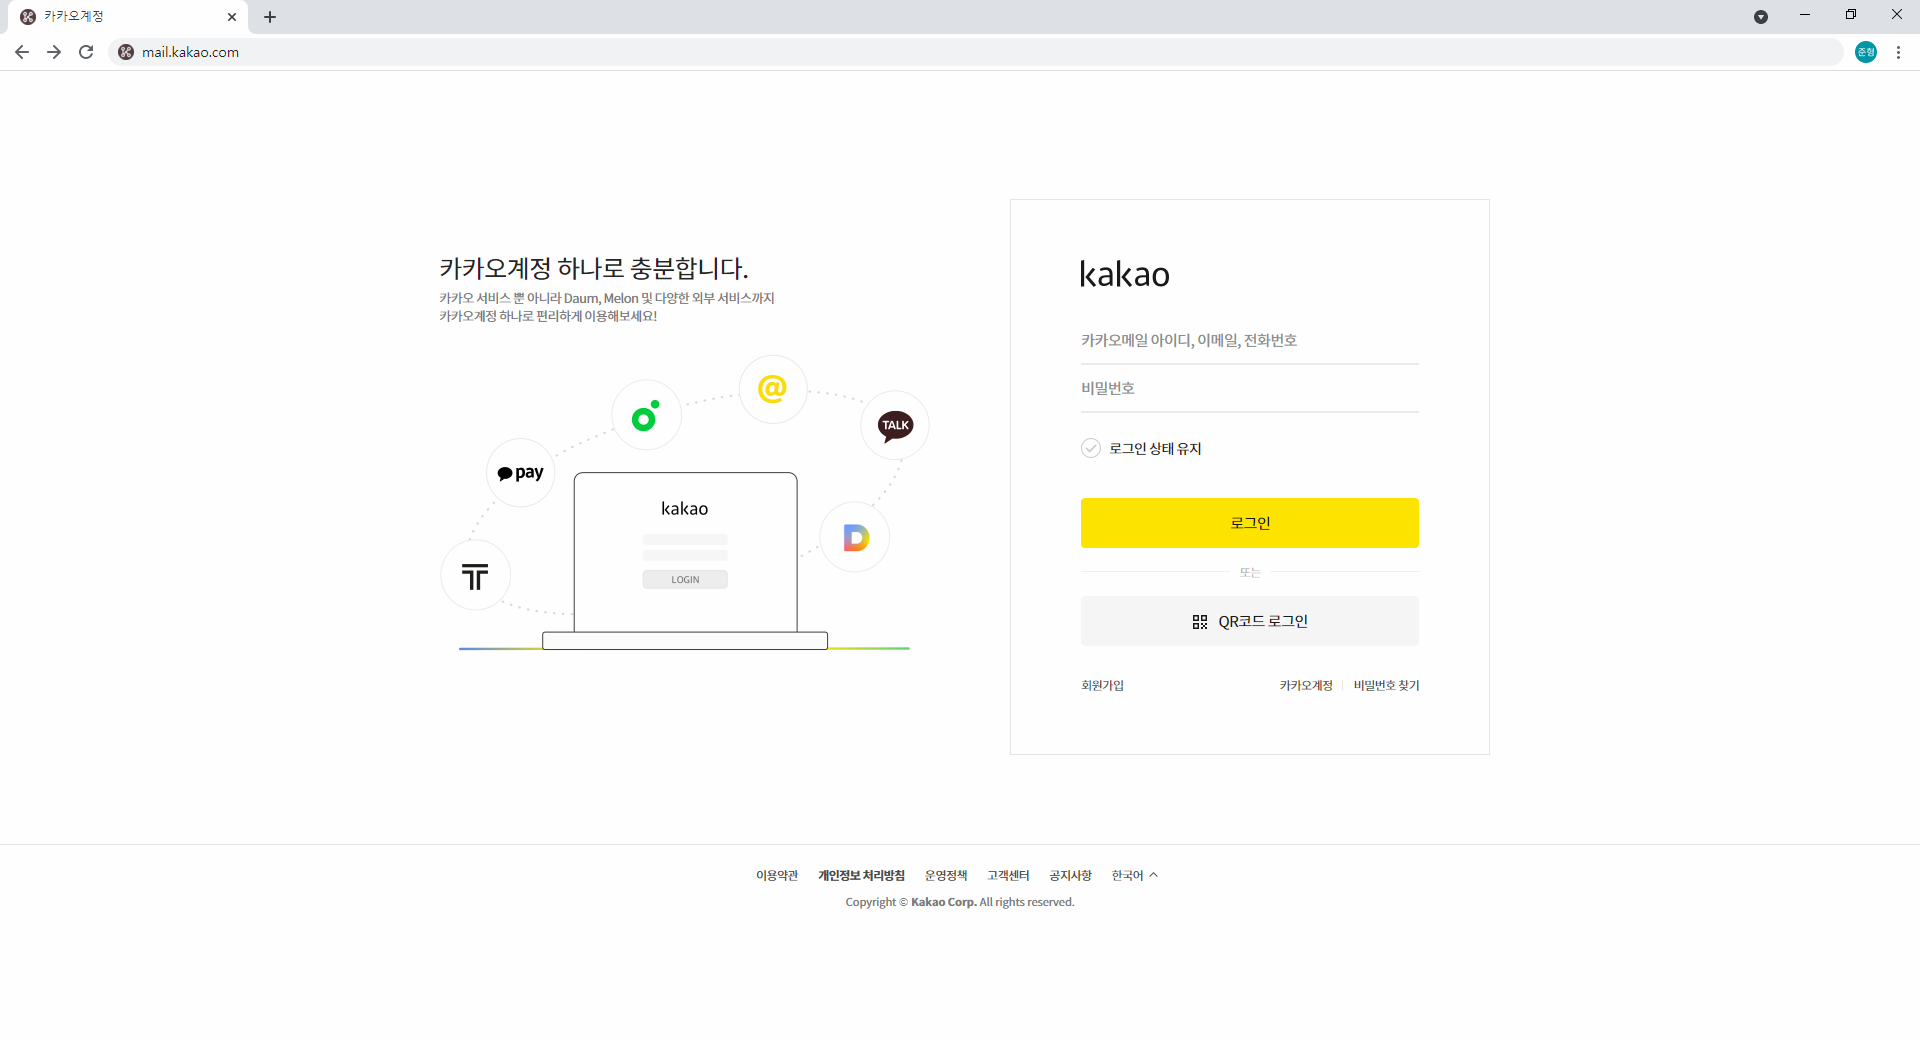 카카오계정
mail.kakao.com
준형
카카오계정 하나로 충분합니다.
카카오 서비스 뿐 아니라 Daum, Melon 및 다양한 외부 서비스까지
카카오계정 하나로 편리하게 이용해보세요!
@
TALK
pay
kakao
D
LOGIN
kakao
카카오메일 아이디, 이메일, 전화번호
비밀번호
로그인 상태 유지
로그인
또는
QR코드 로그인
회원가입
카카오계정 비밀번호 찾기
이용약관 개인정보 처리방침 운영정책 고객센터 공지사항 한국어
Copyright © Kakao Corp. All rights reserved.